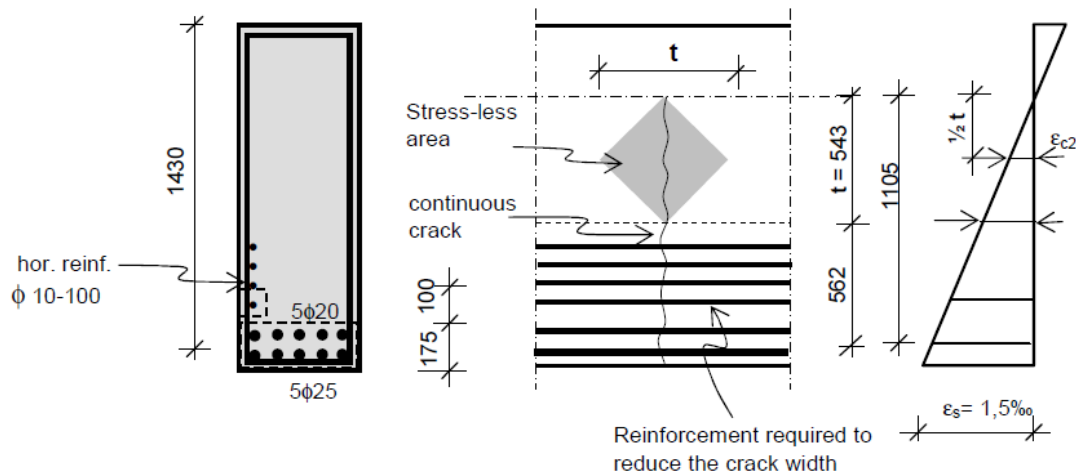 1430
hor. reinf.
ϕ 10-100
5ϕ20
5ϕ25
100
175
t
Stress-less
area
continuous
crack
Reinforcement required to
reduce the crack width
t = 543
562
1105
½ t
εc2
εs= 1,5‰